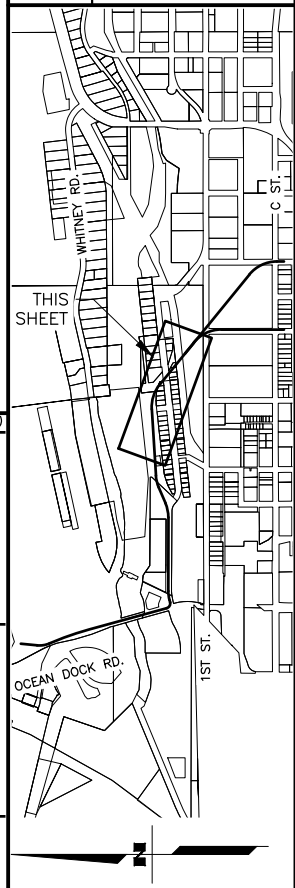 WHITNEY RD.
C ST.
THIS
SHEET
OCEAN DOCK RD.
1ST ST.
N